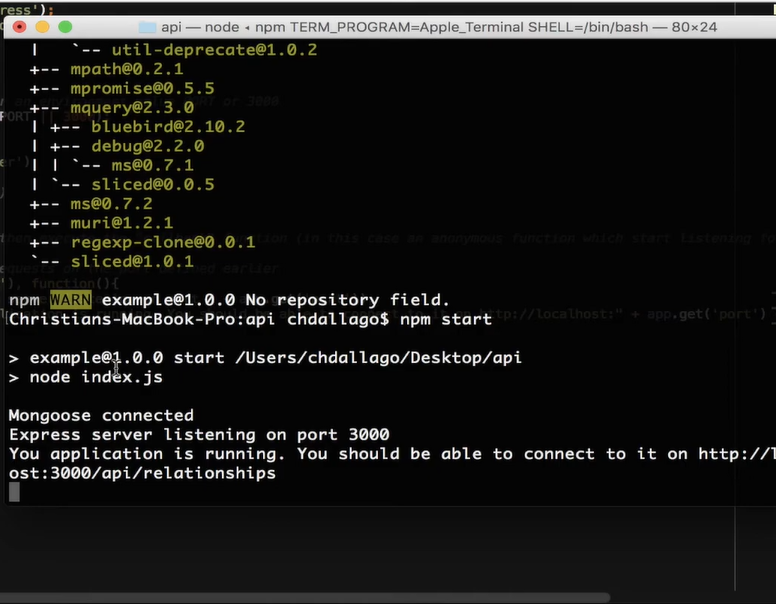 ress');
api — node ◂ npm TERM_PROGRAM=Apple_Terminal SHELL=/bin/bash — 80×24
|     `-- util-deprecate@1.0.2
+-- mpath@0.2.1
+-- mpromise@0.5.5
+-- mquery@2.3.0
| +-- bluebird@2.10.2
| +-- debug@2.2.0
| | `-- ms@0.7.1
| `-- sliced@0.0.5
+-- ms@0.7.2
+-- muri@1.2.1
+-- regexp-clone@0.0.1
`-- sliced@1.0.1
npm WARN example@1.0.0 No repository field.
Christians-MacBook-Pro:api chdallago$ npm start
> example@1.0.0 start /Users/chdallago/Desktop/api
> node index.js
Mongoose connected
Express server listening on port 3000
You application is running. You should be able to connect to it on http://l
ost:3000/api/relationships